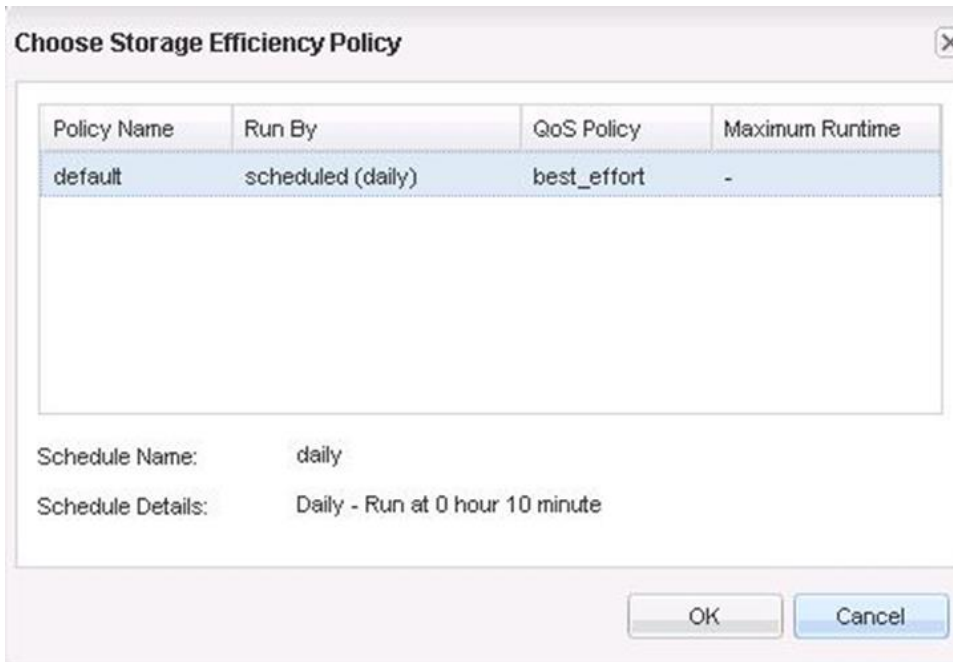 Choose Storage Efficiency Policy
Policy Name Run By QoS Policy Maximum Runtime
default scheduled (daily) best_effort -
Schedule Name: daily
Schedule Details: Daily - Run at 0 hour 10 minute
OK Cancel